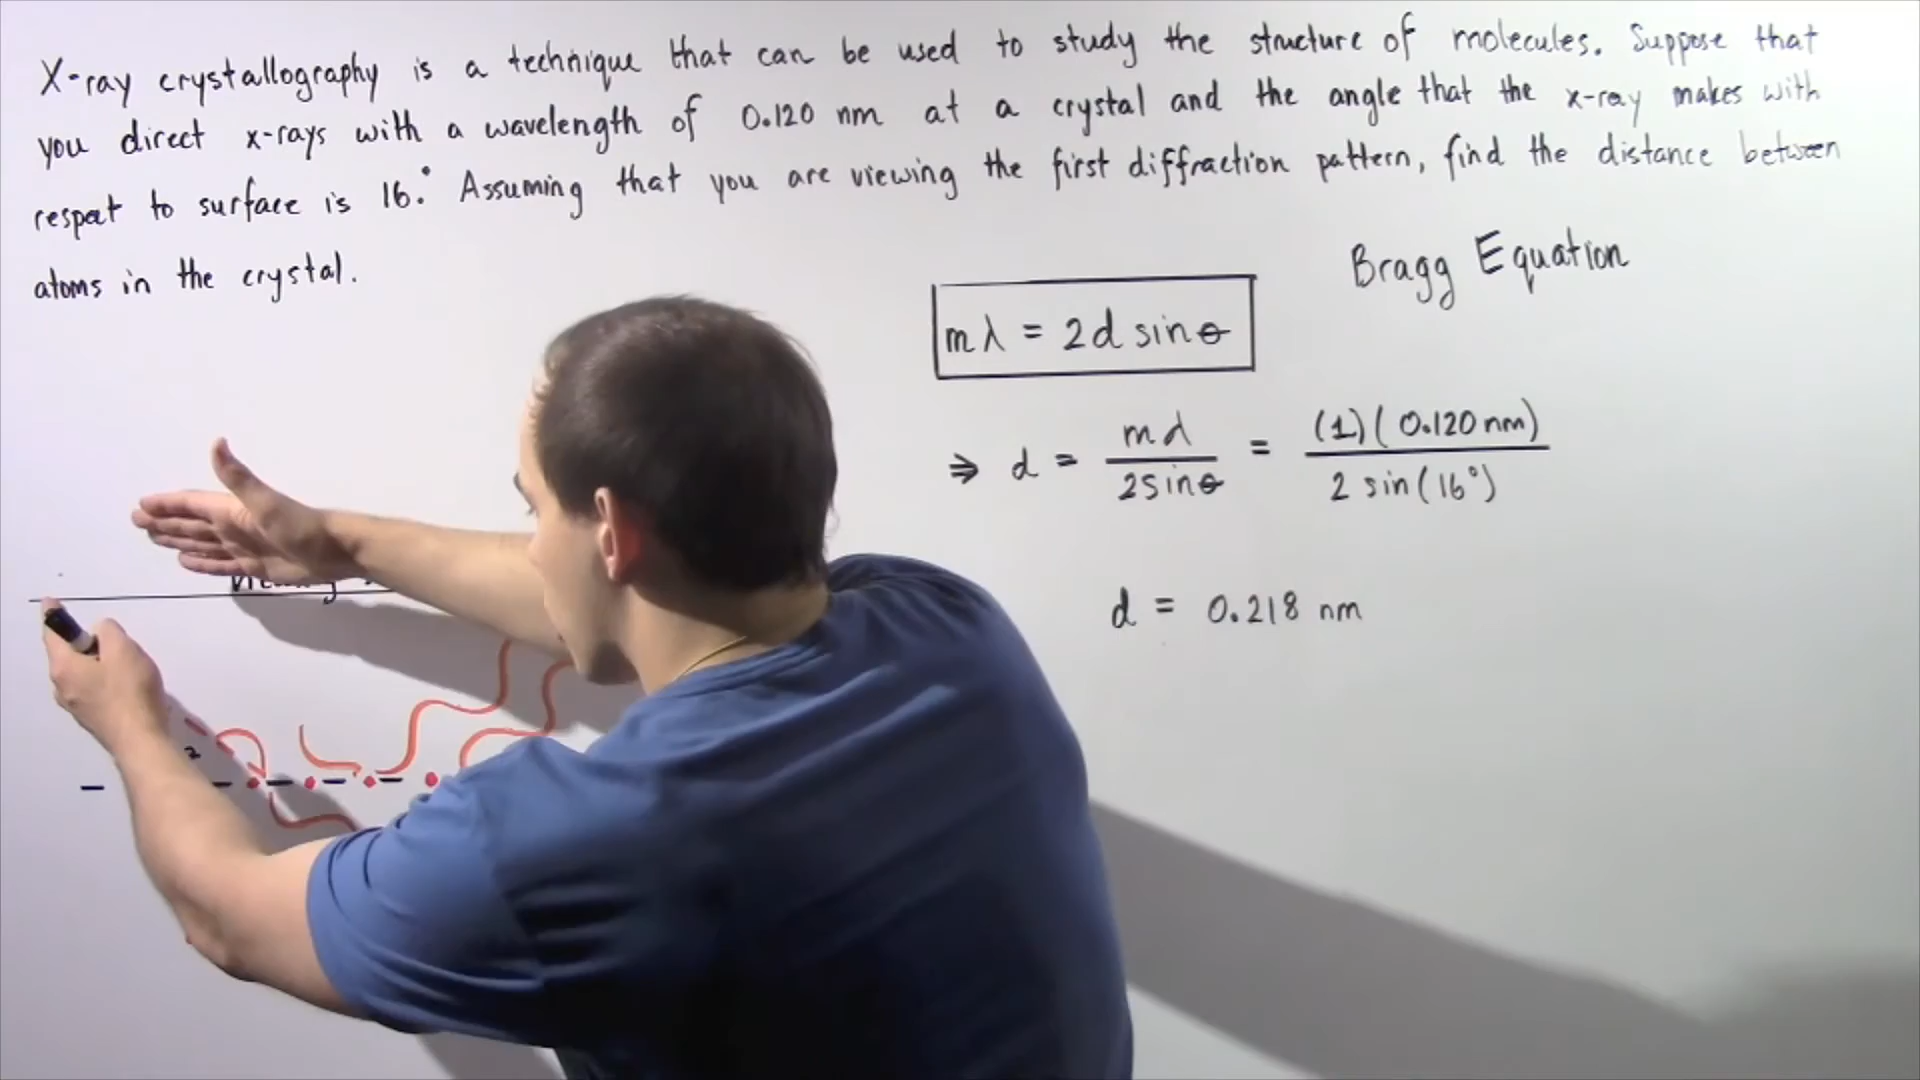 X-ray crystallography is a technique that can be used to study the structure of molecules. Suppose that
you direct x-rays with a wavelength of 0.120 nm at a crystal and the angle that the x-ray makes with
respect to surface is 16°. Assuming that you are viewing the first diffraction pattern, find the distance between
atoms in the crystal.
Bragg Equation
mλ = 2d sinθ
⇒ d = mλ/2sinθ = (1)(0.120 nm)/2 sin(16°)
d = 0.218 nm
2